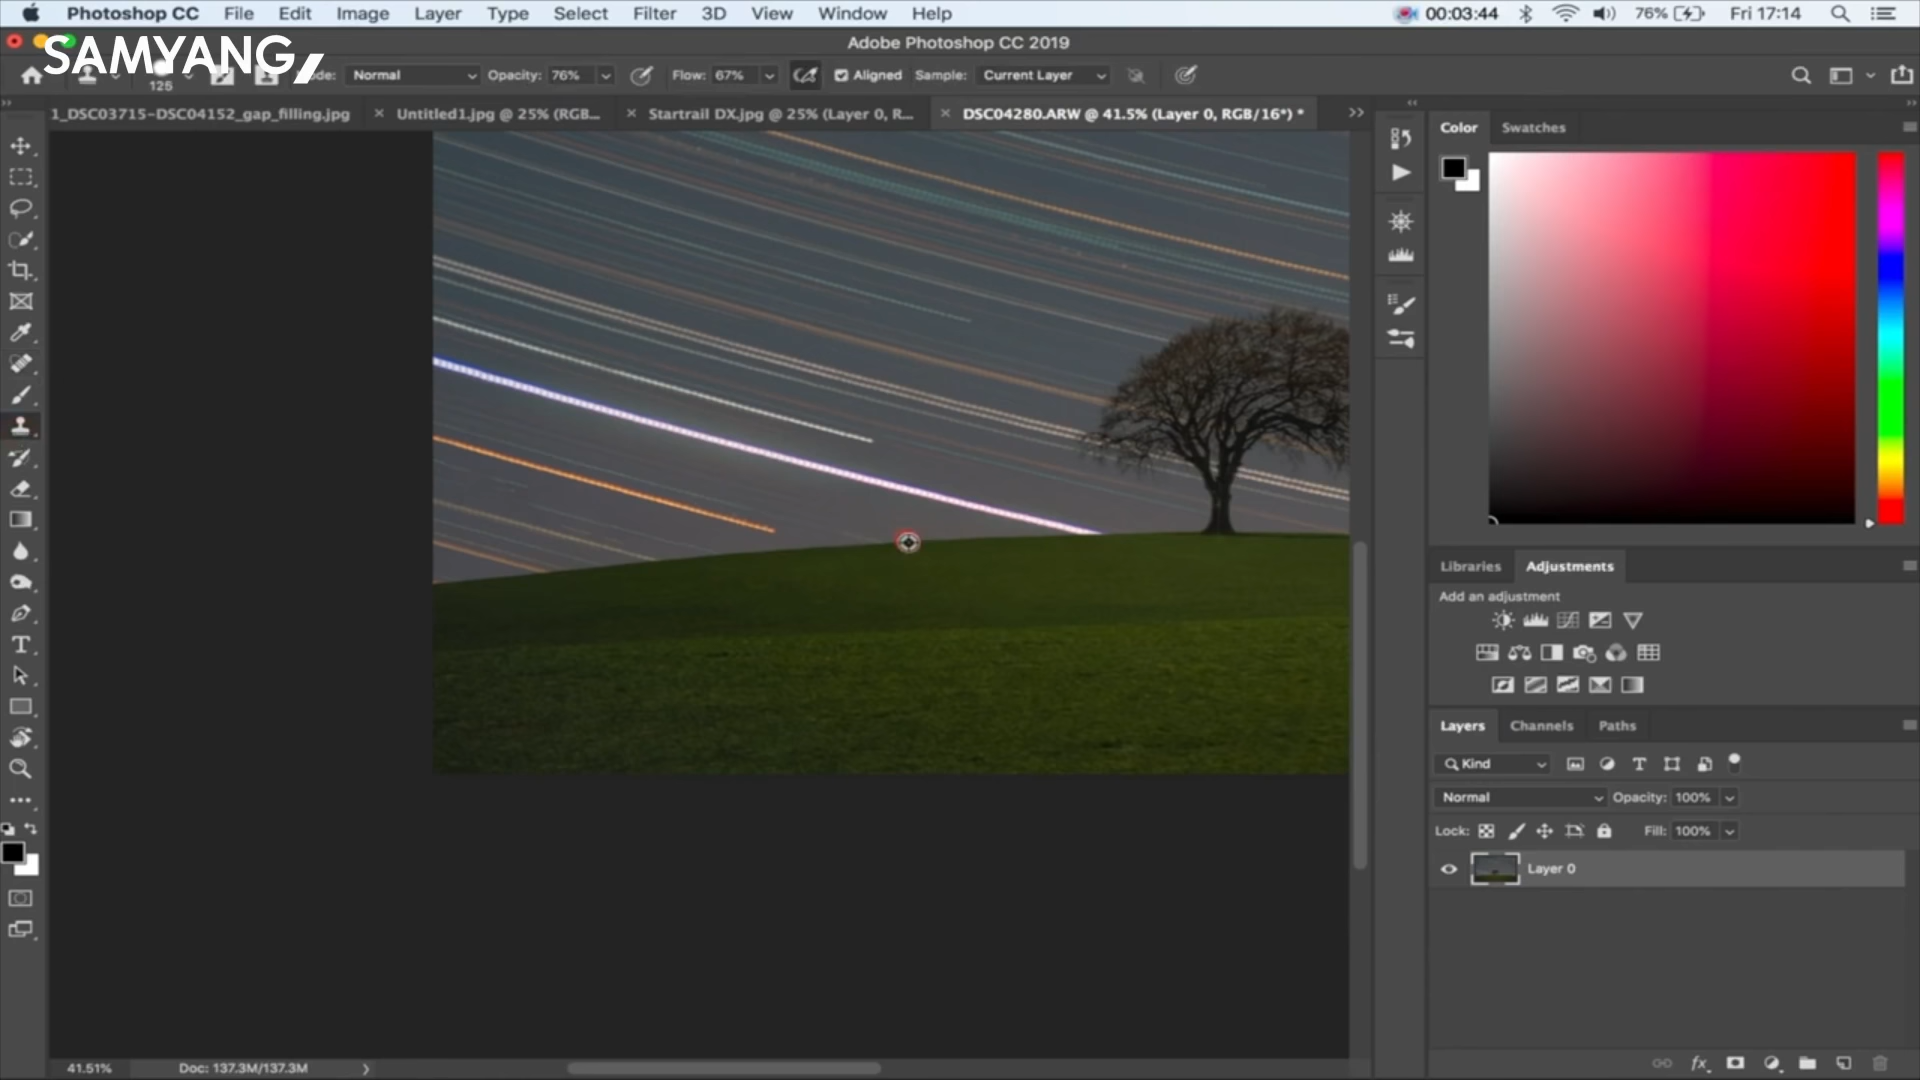 Photoshop CC File Edit Image Layer Type Select Filter 3D View Window Help 00:03:44 76% Fri 17:14
SAMYANG
Adobe Photoshop CC 2019
125 de: Normal Opacity: 76% Flow: 67% Aligned Sample: Current Layer
1_DSC03715-DSC04152_gap_filling.jpg × Untitled1.jpg @ 25% (RGB... × Startrail DX.jpg @ 25% (Layer 0, R... × DSC04280.ARW @ 41.5% (Layer 0, RGB/16*) *
Color Swatches
Libraries Adjustments
Add an adjustment
Layers Channels Paths
Kind
Normal Opacity: 100%
Lock: Fill: 100%
Layer 0
41.51% Doc: 137.3M/137.3M
fx